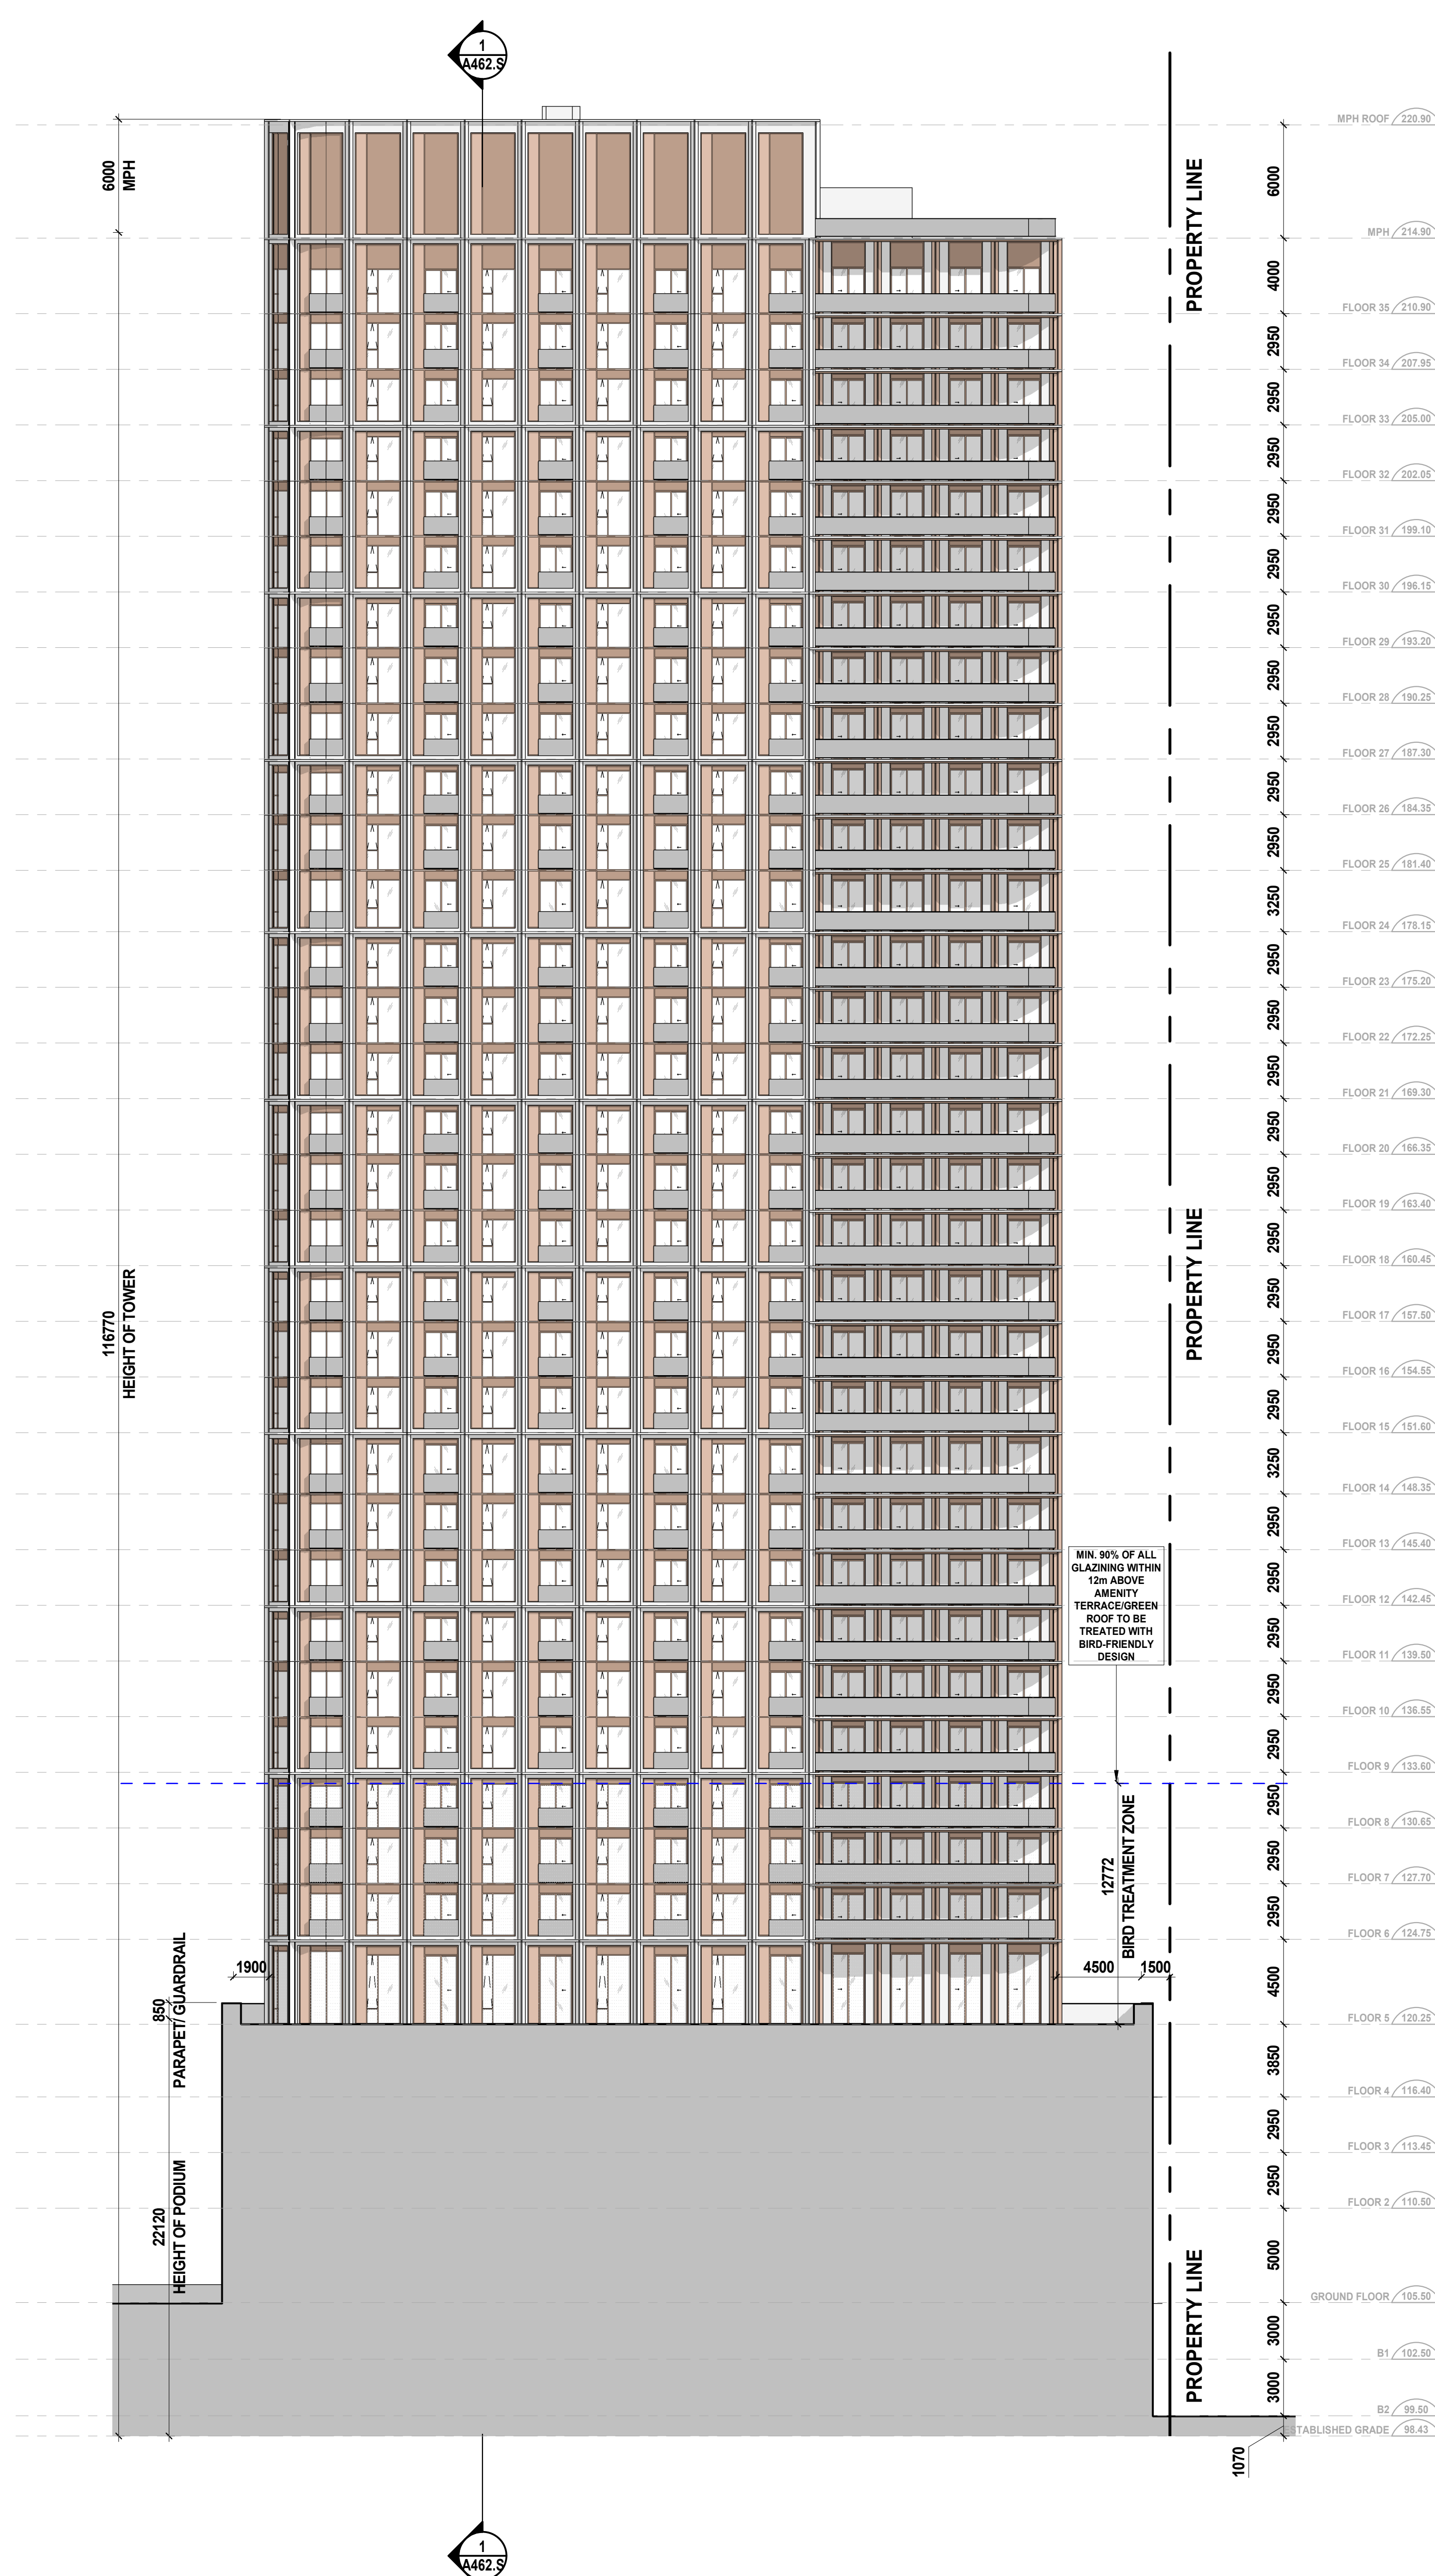 1
A462.S
MPH ROOF 220.90
6000
MPH
6000
PROPERTY LINE
MPH 214.90
4000
FLOOR 35 210.90
2950
FLOOR 34 207.95
2950
FLOOR 33 205.00
2950
FLOOR 32 202.05
2950
FLOOR 31 199.10
2950
FLOOR 30 196.15
2950
FLOOR 29 193.20
2950
FLOOR 28 190.25
2950
FLOOR 27 187.30
2950
FLOOR 26 184.35
2950
FLOOR 25 181.40
3250
FLOOR 24 178.15
2950
FLOOR 23 175.20
2950
FLOOR 22 172.25
2950
FLOOR 21 169.30
2950
FLOOR 20 166.35
2950
FLOOR 19 163.40
2950
FLOOR 18 160.45
116770
HEIGHT OF TOWER
PROPERTY LINE
2950
FLOOR 17 157.50
2950
FLOOR 16 154.55
2950
FLOOR 15 151.60
3250
FLOOR 14 148.35
2950
FLOOR 13 145.40
MIN. 90% OF ALL
GLAZINING WITHIN
12m ABOVE
AMENITY
TERRACE/GREEN
ROOF TO BE
TREATED WITH
BIRD-FRIENDLY
DESIGN
2950
FLOOR 12 142.45
2950
FLOOR 11 139.50
2950
FLOOR 10 136.55
2950
FLOOR 9 133.60
2950
FLOOR 8 130.65
12772
BIRD TREATMENT ZONE
2950
FLOOR 7 127.70
2950
FLOOR 6 124.75
1900
4500
1500
4500
850
PARAPET/ GUARDRAIL
FLOOR 5 120.25
3850
FLOOR 4 116.40
2950
FLOOR 3 113.45
2950
FLOOR 2 110.50
22120
HEIGHT OF PODIUM
5000
GROUND FLOOR 105.50
PROPERTY LINE
3000
B1 102.50
3000
B2 99.50
ESTABLISHED GRADE 98.43
1070
1
A462.S